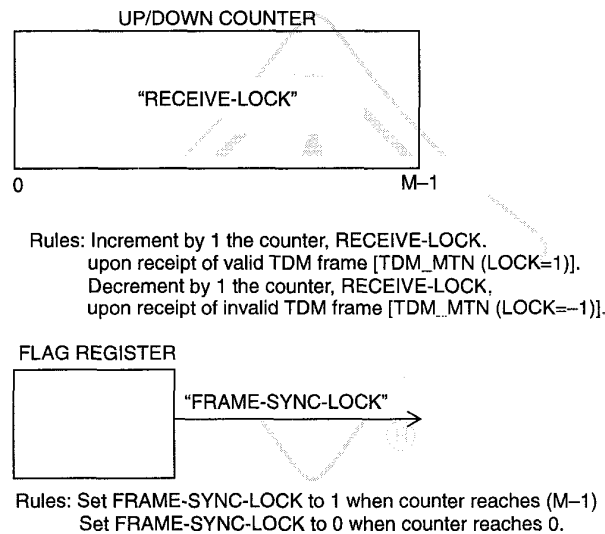 UP/DOWN COUNTER
"RECEIVE-LOCK"
0 M–1
Rules: Increment by 1 the counter, RECEIVE-LOCK.
upon receipt of valid TDM frame [TDM_MTN (LOCK=1)].
Decrement by 1 the counter, RECEIVE-LOCK,
upon receipt of invalid TDM frame [TDM_MTN (LOCK=–1)].
FLAG REGISTER
"FRAME-SYNC-LOCK"
®
Rules: Set FRAME-SYNC-LOCK to 1 when counter reaches (M–1)
Set FRAME-SYNC-LOCK to 0 when counter reaches 0.